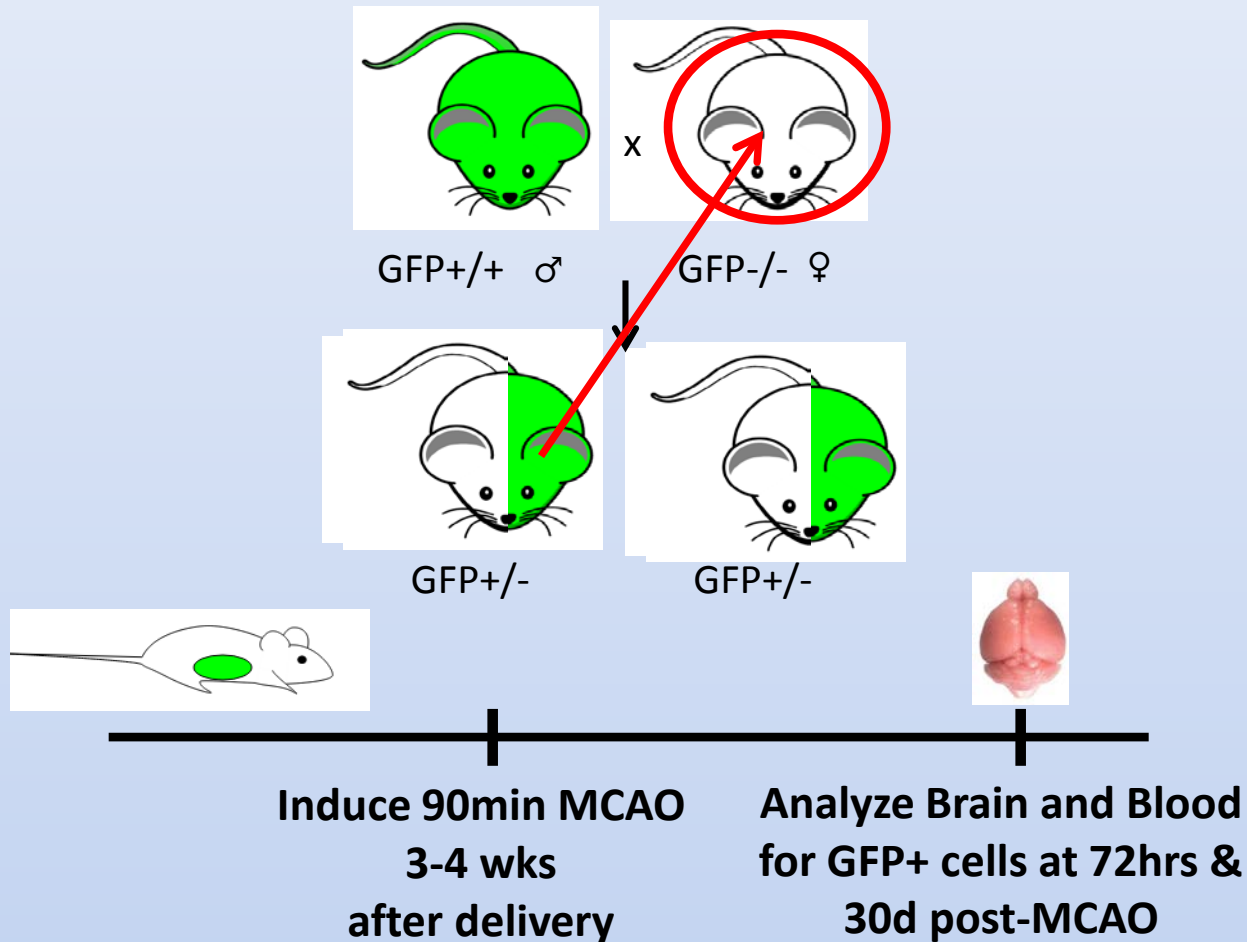 x
GFP+/+ ♂ GFP-/- ♀
GFP+/- GFP+/-
Induce 90min MCAO
3-4 wks
after delivery
Analyze Brain and Blood
for GFP+ cells at 72hrs &
30d post-MCAO